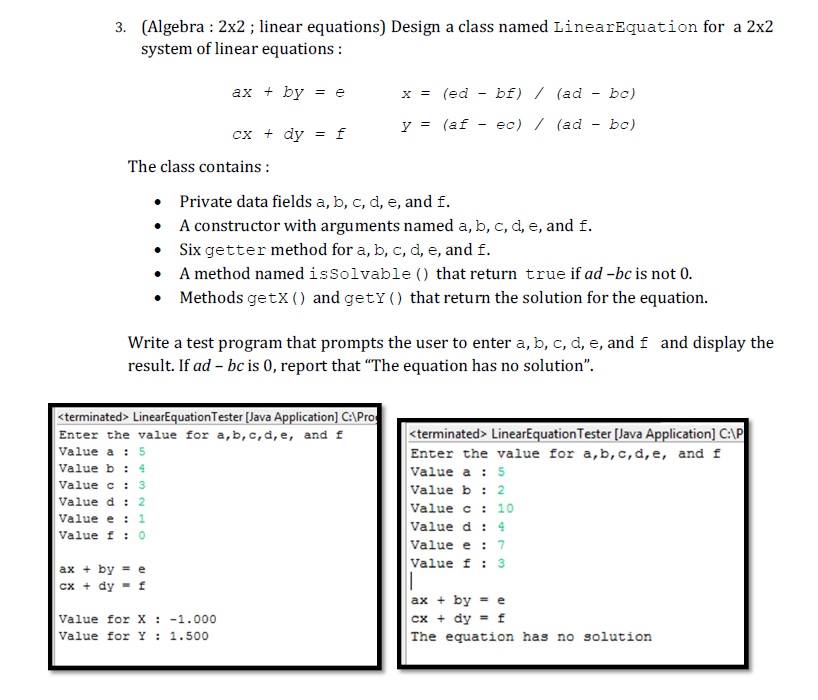 3. (Algebra : 2x2 ; linear equations) Design a class named LinearEquation for a 2x2
system of linear equations :
ax + by = e x = (ed - bf) / (ad - bc)
cx + dy = f y = (af - ec) / (ad - bc)
The class contains :
• Private data fields a, b, c, d, e, and f.
• A constructor with arguments named a, b, c, d, e, and f.
• Six getter method for a, b, c, d, e, and f.
• A method named isSolvable () that return true if ad –bc is not 0.
• Methods getX () and getY () that return the solution for the equation.
Write a test program that prompts the user to enter a, b, c, d, e, and f and display the
result. If ad – bc is 0, report that “The equation has no solution”.
<terminated> LinearEquationTester [Java Application] C:\Pro
Enter the value for a,b,c,d,e, and f
Value a : 5
Value b : 4
Value c : 3
Value d : 2
Value e : 1
Value f : 0
ax + by = e
cx + dy = f
Value for X : -1.000
Value for Y : 1.500
<terminated> LinearEquationTester [Java Application] C:\P
Enter the value for a,b,c,d,e, and f
Value a : 5
Value b : 2
Value c : 10
Value d : 4
Value e : 7
Value f : 3
ax + by = e
cx + dy = f
The equation has no solution